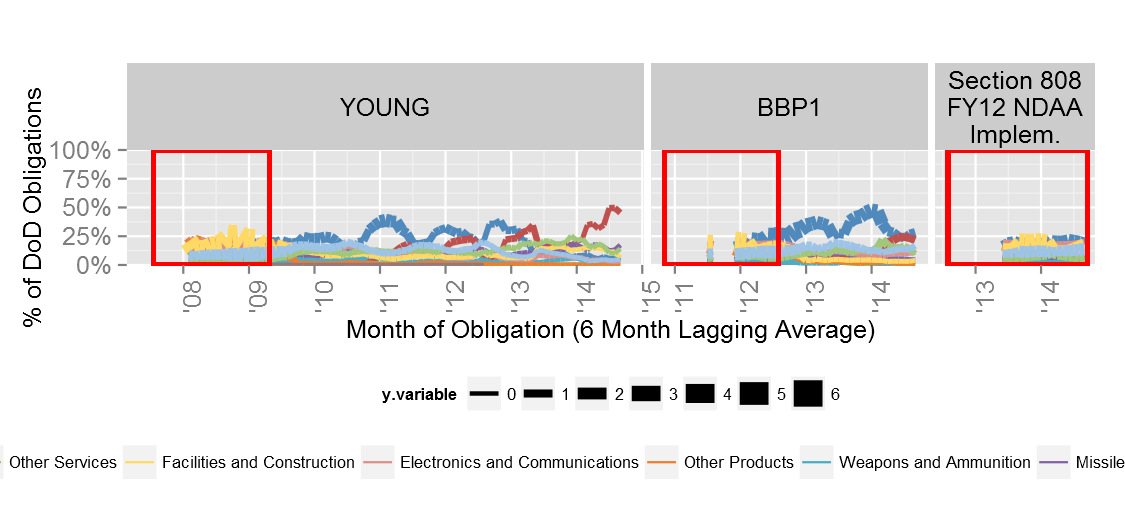 YOUNG
BBP1
Section 808
FY12 NDAA
Implem.
% of DoD Obligations
100%
75%
50%
25%
0%
'08
'09
'10
'11
'12
'13
'14
'15
'11
'12
'13
'14
'13
'14
Month of Obligation (6 Month Lagging Average)
y.variable 0 1 2 3 4 5 6
Other Services Facilities and Construction Electronics and Communications Other Products Weapons and Ammunition Missile